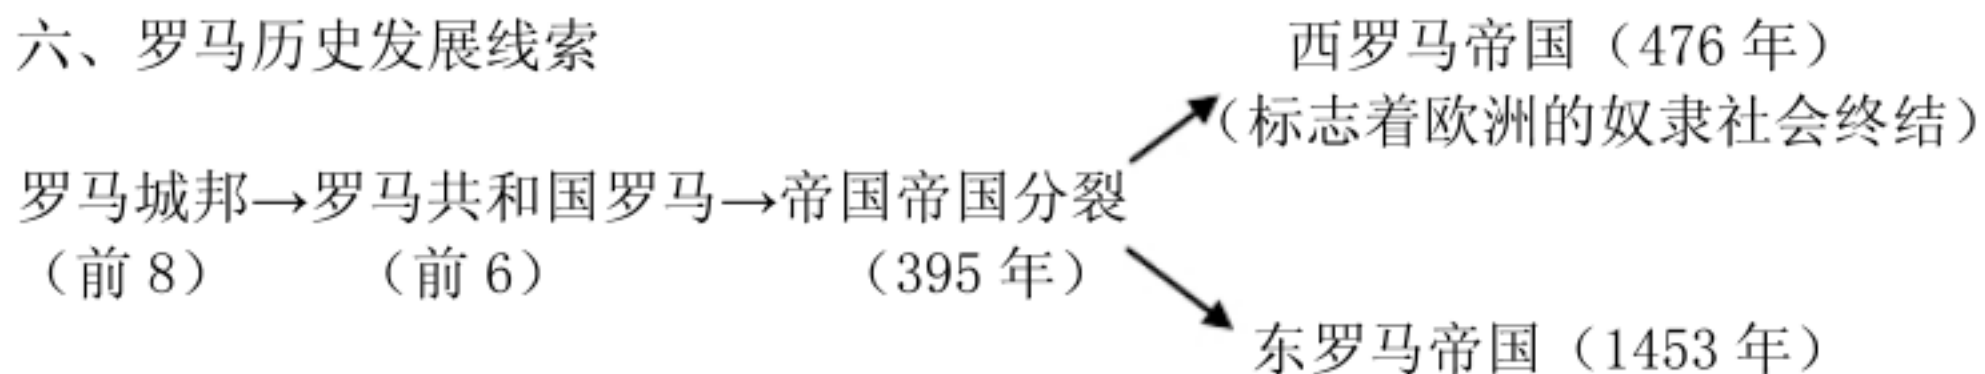 六、罗马历史发展线索
西罗马帝国（476 年）
（标志着欧洲的奴隶社会终结）
罗马城邦→罗马共和国罗马→帝国帝国分裂
（前 8）
（前 6）
（395 年）
东罗马帝国（1453 年）